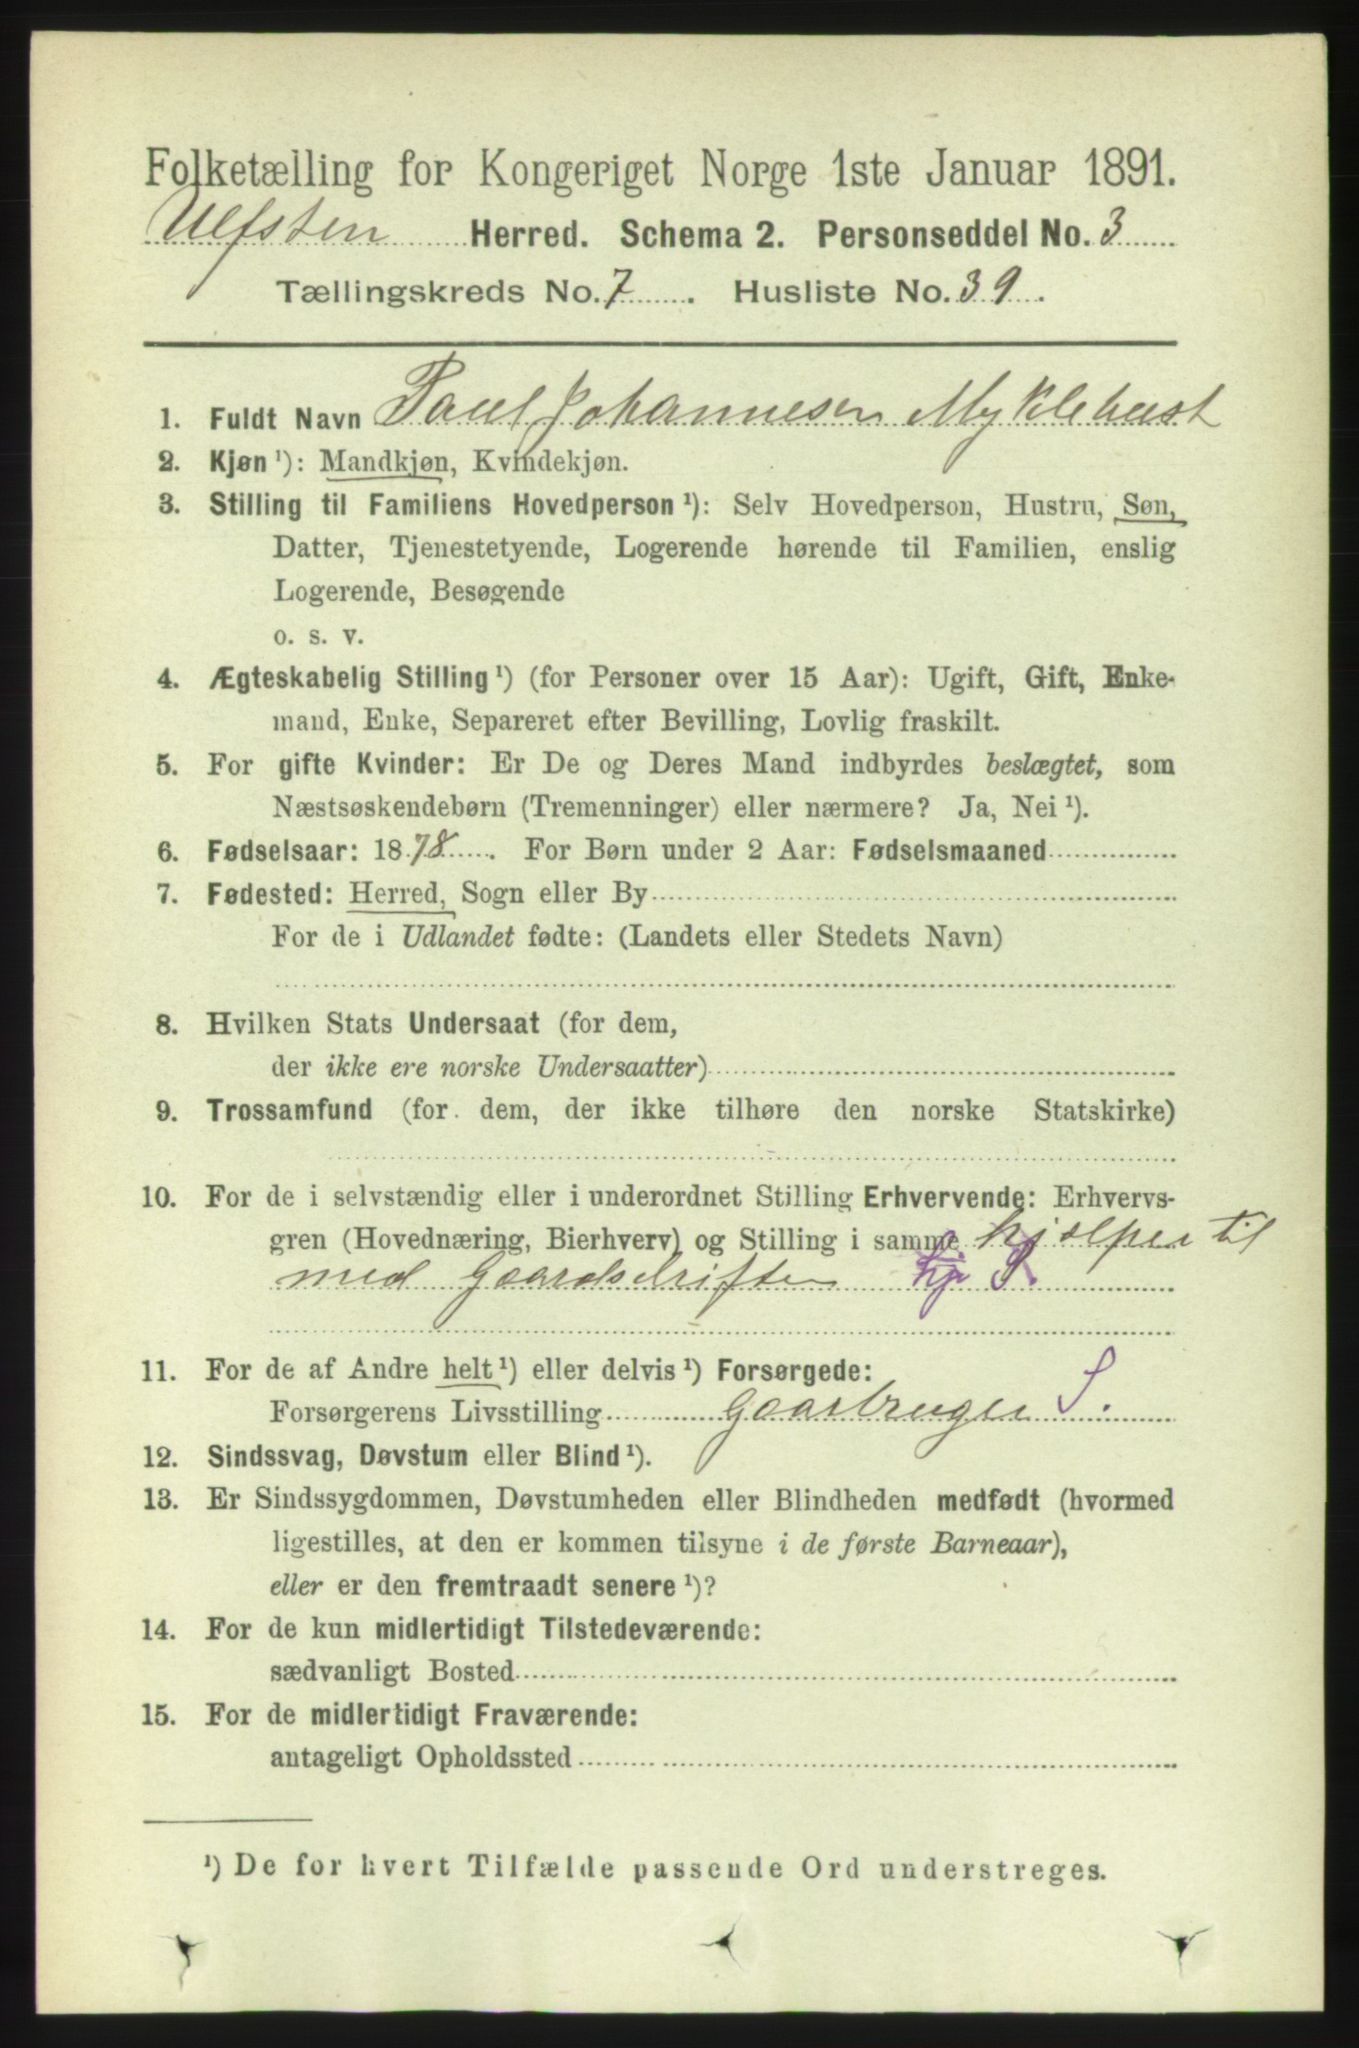 Folketælling for Kongeriget Norge 1ste Januar 1891.
Ulfsten Herred. Schema 2. Personseddel No. 3
Tællingskreds No. 7. Husliste No. 39.
1. Fuldt Navn Paul Johannesen Myklebust
2. Kjøn ¹): Mandkjøn, Kvindekjøn.
3. Stilling til Familiens Hovedperson ¹): Selv Hovedperson, Hustru, Søn,
Datter, Tjenestetyende, Logerende hørende til Familien, enslig
Logerende, Besøgende
o. s. v.
4. Ægteskabelig Stilling ¹) (for Personer over 15 Aar): Ugift, Gift, Enke-
mand, Enke, Separeret efter Bevilling, Lovlig fraskilt.
5. For gifte Kvinder: Er De og Deres Mand indbyrdes beslægtet, som
Næstsøskendebørn (Tremenninger) eller nærmere? Ja, Nei ¹).
6. Fødselsaar: 1878. For Børn under 2 Aar: Fødselsmaaned
7. Fødested: Herred, Sogn eller By
For de i Udlandet fødte: (Landets eller Stedets Navn)
8. Hvilken Stats Undersaat (for dem,
der ikke ere norske Undersaatter)
9. Trossamfund (for dem, der ikke tilhøre den norske Statskirke)
10. For de i selvstændig eller i underordnet Stilling Erhvervende: Erhvervs-
gren (Hovednæring, Bierhverv) og Stilling i samme hjælper til
med Gaardsdriften hj S.
11. For de af Andre helt ¹) eller delvis ¹) Forsørgede:
Forsørgerens Livsstilling Gaarbruger S.
12. Sindssvag, Døvstum eller Blind ¹).
13. Er Sindssygdommen, Døvstumheden eller Blindheden medfødt (hvormed
ligestilles, at den er kommen tilsyne i de første Barneaar),
eller er den fremtraadt senere ¹)?
14. For de kun midlertidigt Tilstedeværende:
sædvanligt Bosted
15. For de midlertidigt Fraværende:
antageligt Opholdssted
¹) De for hvert Tilfælde passende Ord understreges.